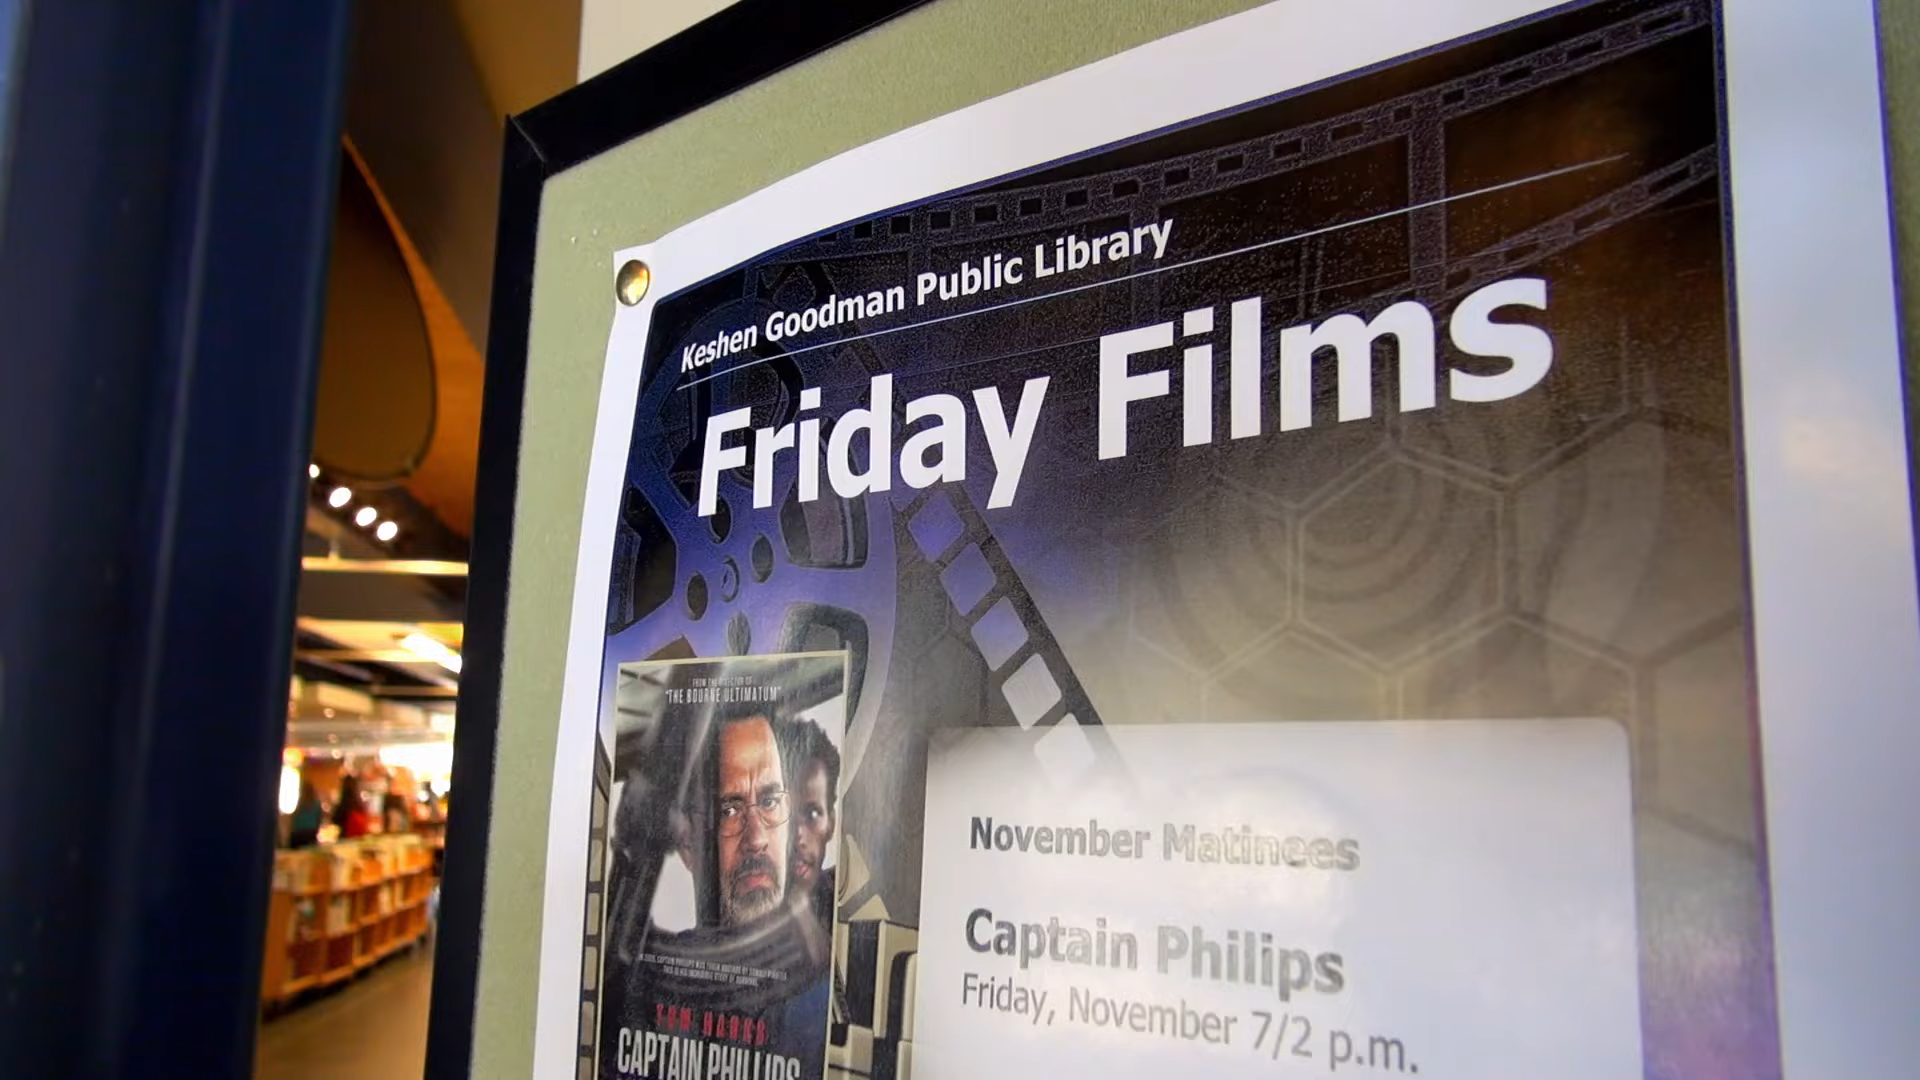 Keshen Goodman Public Library
Friday Films
FROM THE DIRECTOR OF
"THE BOURNE ULTIMATUM"
November Matinees
Captain Philips
Friday, November 7/2 p.m.
TOM HANKS
CAPTAIN PHILLIPS